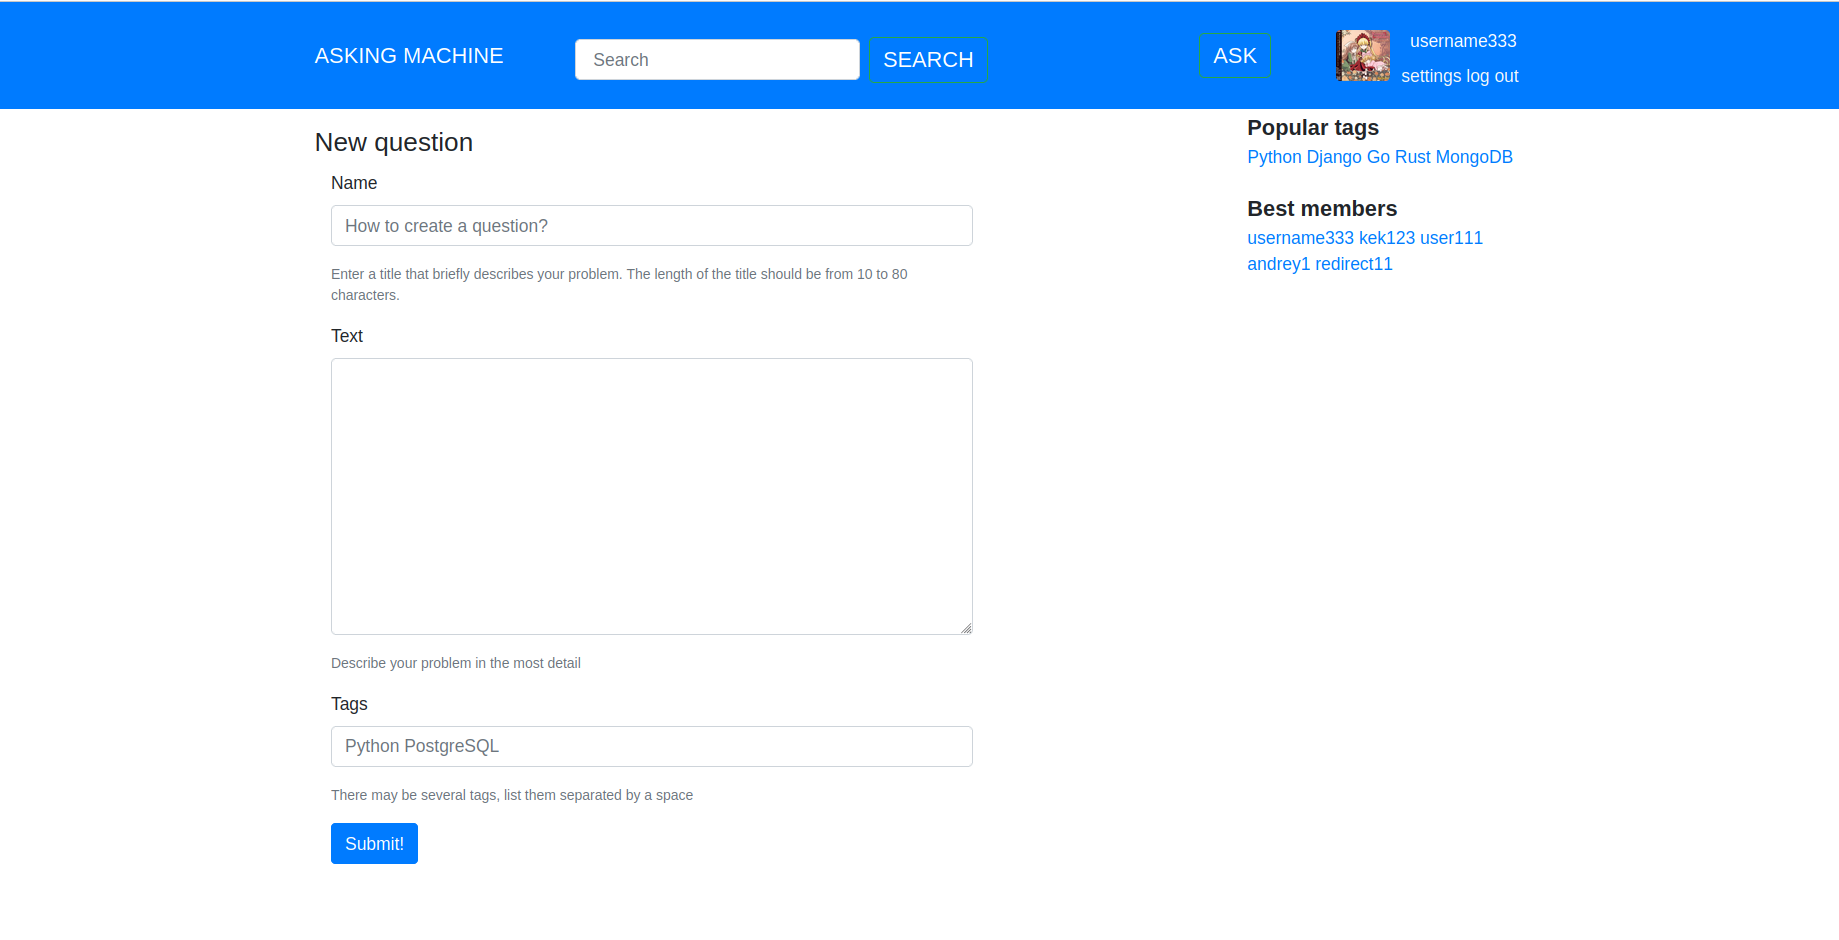 ASKING MACHINE
Search
SEARCH
ASK
username333
settings log out
New question
Name
How to create a question?
Enter a title that briefly describes your problem. The length of the title should be from 10 to 80
characters.
Text
Describe your problem in the most detail
Tags
Python PostgreSQL
There may be several tags, list them separated by a space
Submit!
Popular tags
Python Django Go Rust MongoDB
Best members
username333 kek123 user111
andrey1 redirect11